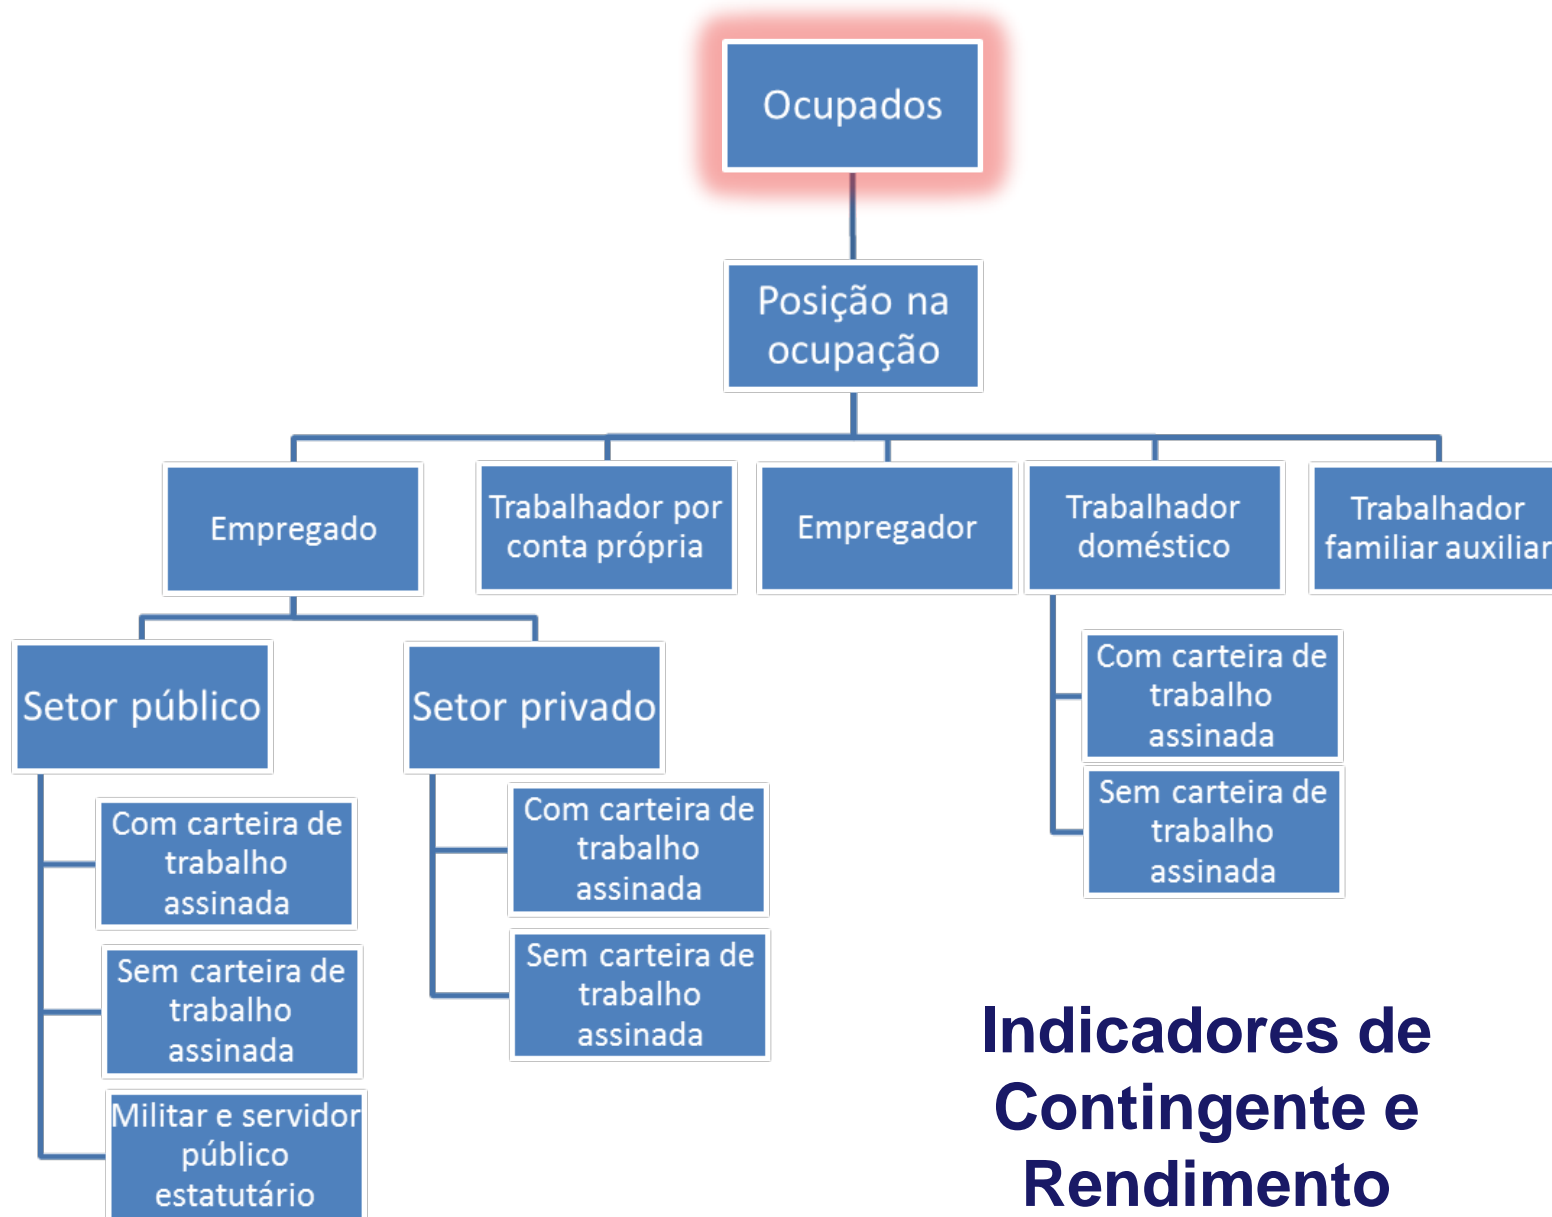 Ocupados
Posição na
ocupação
Empregado
Trabalhador por
conta própria
Empregador
Trabalhador
doméstico
Trabalhador
familiar auxiliar
Setor público
Setor privado
Com carteira de
trabalho
assinada
Sem carteira de
trabalho
assinada
Com carteira de
trabalho
assinada
Sem carteira de
trabalho
assinada
Militar e servidor
público
estatutário
Com carteira de
trabalho
assinada
Sem carteira de
trabalho
assinada
Indicadores de
Contingente e
Rendimento